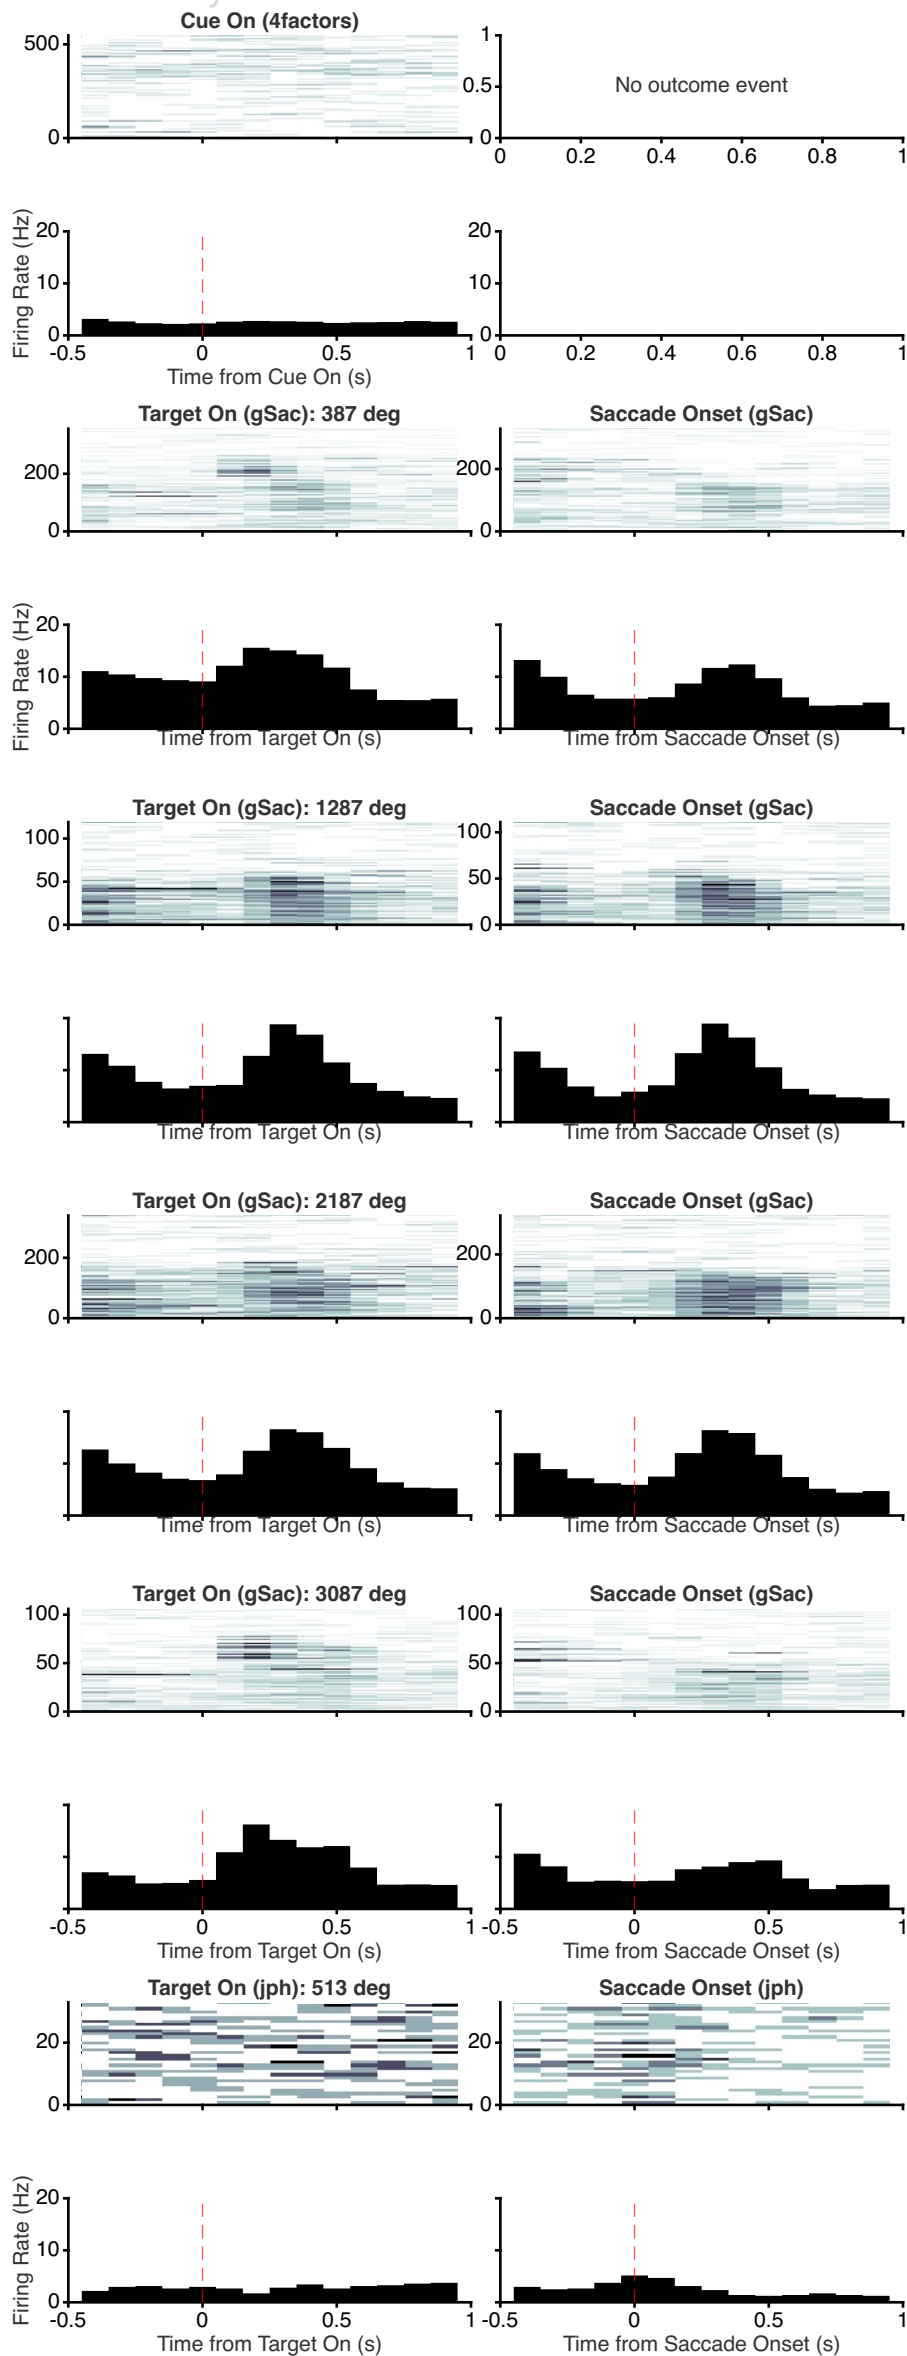 Cue On (4factors)
500
0
1
0.5
0
No outcome event
0 0.2 0.4 0.6 0.8 1
Firing Rate (Hz)
20
10
0
-0.5 0 0.5 1
Time from Cue On (s)
20
10
0
0 0.2 0.4 0.6 0.8 1
Target On (gSac): 387 deg
200
0
Saccade Onset (gSac)
200
0
Firing Rate (Hz)
20
10
0
Time from Target On (s)
Time from Saccade Onset (s)
Target On (gSac): 1287 deg
100
50
0
Saccade Onset (gSac)
100
50
0
Time from Target On (s)
Time from Saccade Onset (s)
Target On (gSac): 2187 deg
200
0
Saccade Onset (gSac)
200
0
Time from Target On (s)
Time from Saccade Onset (s)
Target On (gSac): 3087 deg
100
50
0
Saccade Onset (gSac)
100
50
0
-0.5 0 0.5 1
Time from Target On (s)
-0.5 0 0.5 1
Time from Saccade Onset (s)
Target On (jph): 513 deg
20
0
Saccade Onset (jph)
20
0
Firing Rate (Hz)
20
10
0
-0.5 0 0.5 1
Time from Target On (s)
-0.5 0 0.5 1
Time from Saccade Onset (s)